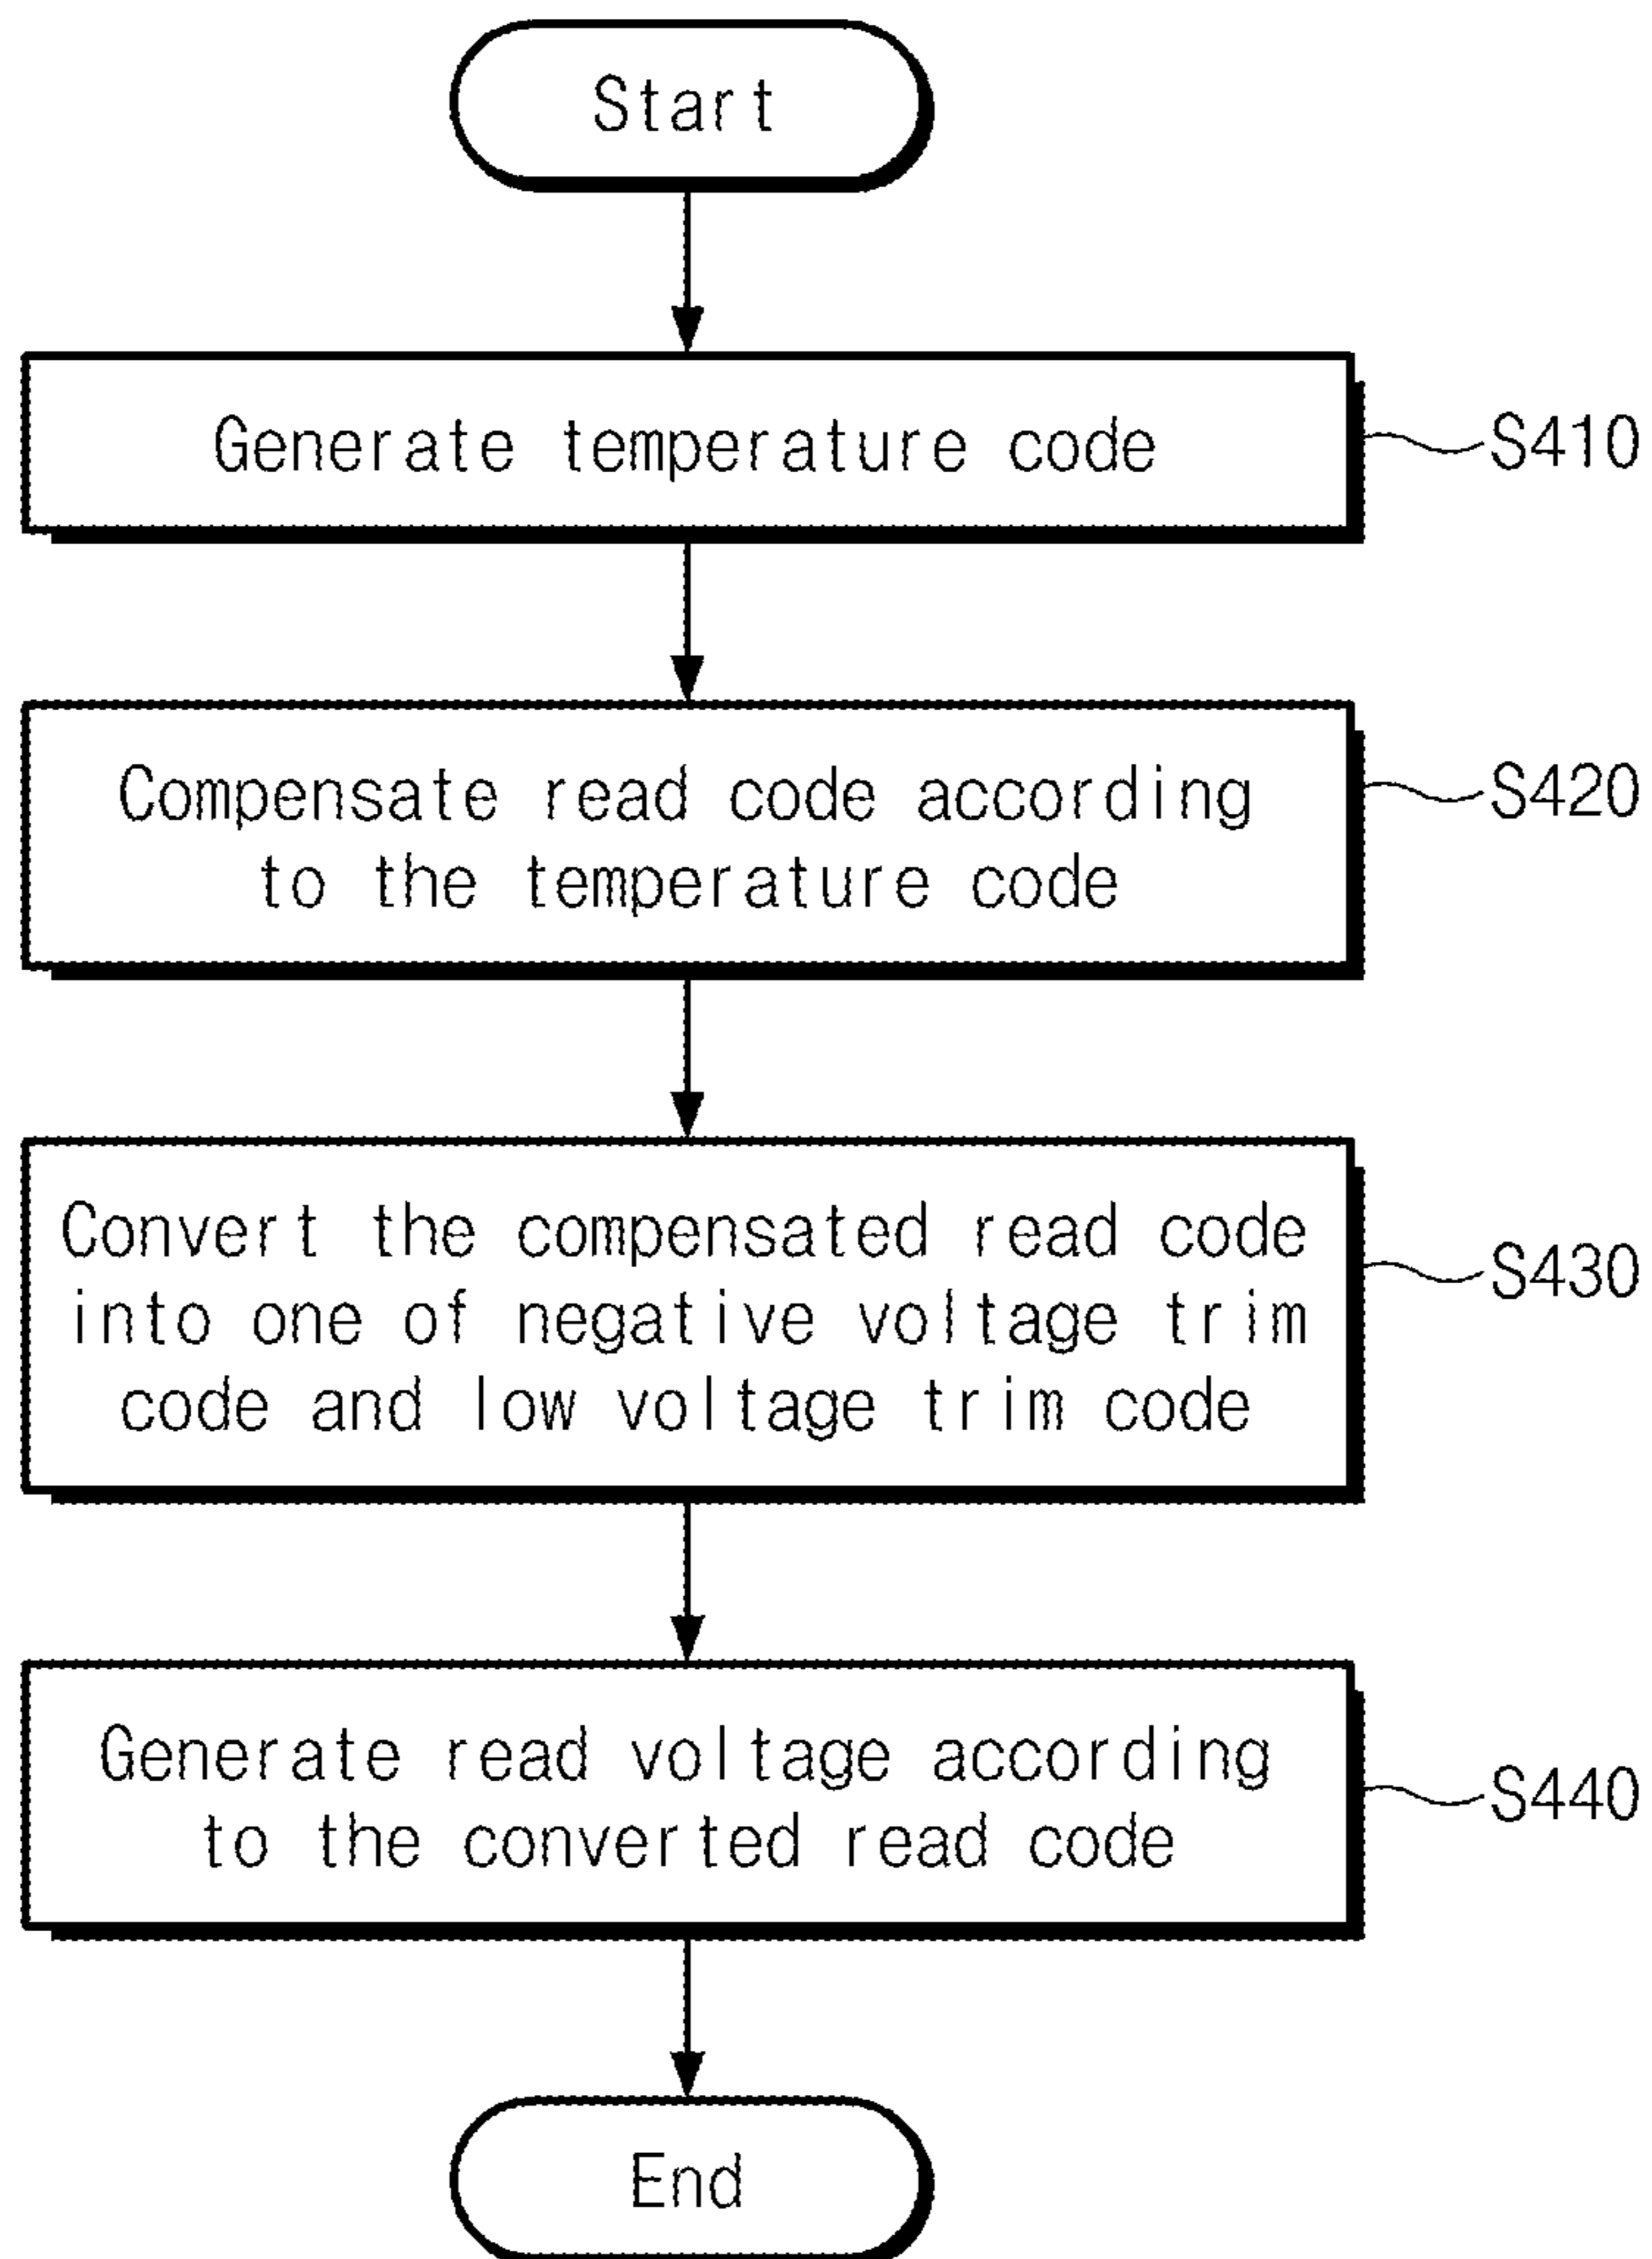 Start
Generate temperature code
S410
Compensate read code according
to the temperature code
S420
Convert the compensated read code
into one of negative voltage trim
code and low voltage trim code
S430
Generate read voltage according
to the converted read code
S440
End